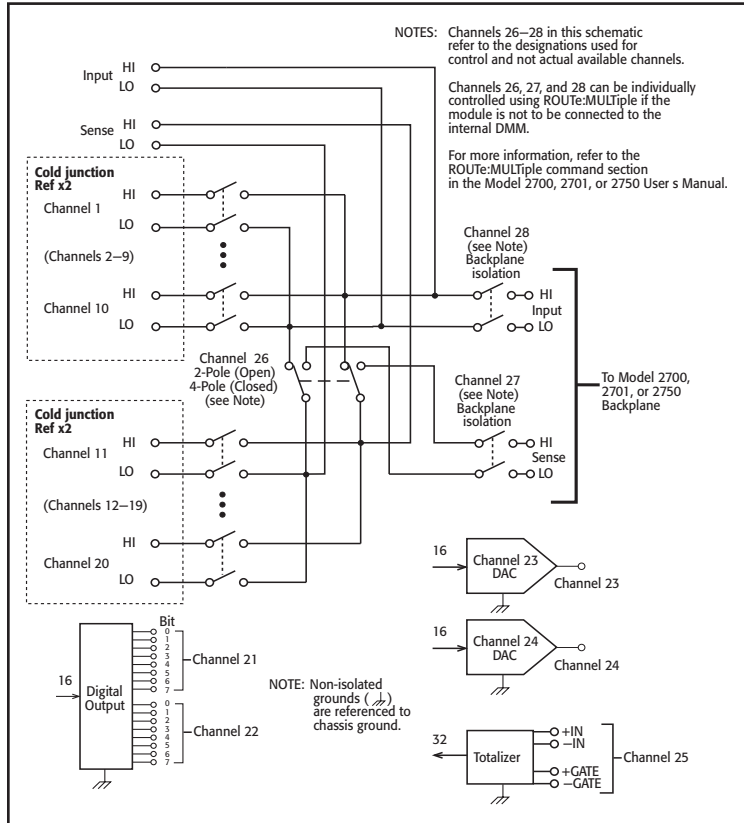 NOTES: Channels 26–28 in this schematic
refer to the designations used for
control and not actual available channels.
Channels 26, 27, and 28 can be individually
controlled using ROUTe:MULTiple if the
module is not to be connected to the
internal DMM.
For more information, refer to the
ROUTe:MULTiple command section
in the Model 2700, 2701, or 2750 User s Manual.
Input
HI
LO
Sense
HI
LO
Cold junction
Ref x2
HI
Channel 1
LO
(Channels 2–9)
HI
Channel 10
LO
Channel 28
(see Note)
Backplane
isolation
HI
Input
LO
Channel 26
2-Pole (Open)
4-Pole (Closed)
(see Note)
Channel 27
(see Note)
Backplane
isolation
HI
Sense
LO
To Model 2700,
2701, or 2750
Backplane
Cold junction
Ref x2
HI
Channel 11
LO
(Channels 12–19)
HI
Channel 20
LO
16
Channel 23
DAC
Channel 23
16
Channel 24
DAC
Channel 24
Bit
16
Digital
Output
0
1
2
3
4
5
6
7
Channel 21
0
1
2
3
4
5
6
7
Channel 22
NOTE: Non-isolated
grounds ( )
are referenced to
chassis ground.
32
Totalizer
+IN
–IN
+GATE
–GATE
Channel 25